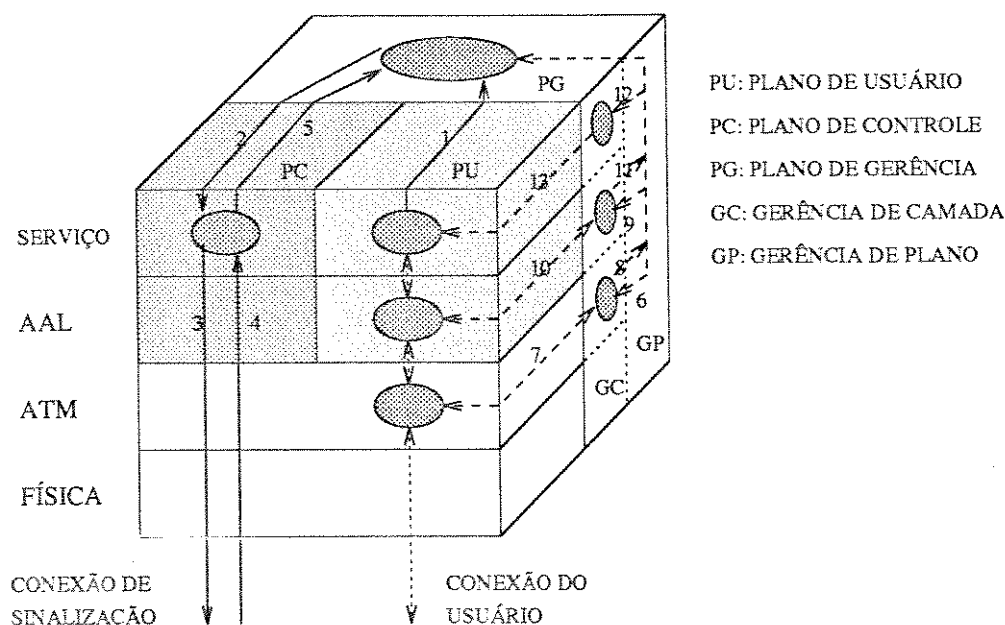 PG
12
2
5
1
PC
PU
13
11
SERVIÇO
9
10
8
3
4
6
AAL
7
GP
GC
ATM
FÍSICA
CONEXÃO DE
SINALIZAÇÃO
CONEXÃO DO
USUÁRIO
PU: PLANO DE USUÁRIO
PC: PLANO DE CONTROLE
PG: PLANO DE GERÊNCIA
GC: GERÊNCIA DE CAMADA
GP: GERÊNCIA DE PLANO